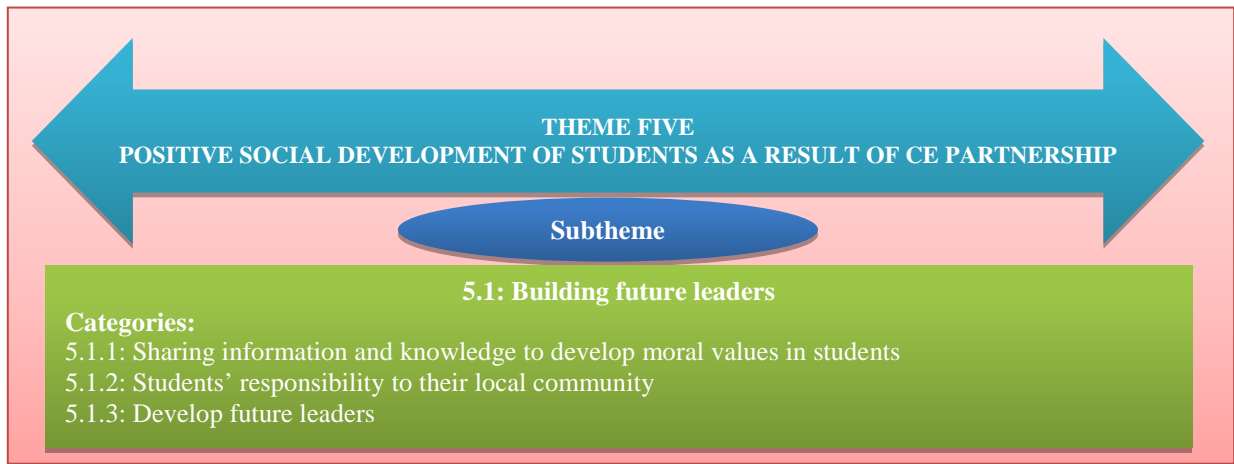 THEME FIVE
POSITIVE SOCIAL DEVELOPMENT OF STUDENTS AS A RESULT OF CE PARTNERSHIP
Subtheme
5.1: Building future leaders
Categories:
5.1.1: Sharing information and knowledge to develop moral values in students
5.1.2: Students’ responsibility to their local community
5.1.3: Develop future leaders